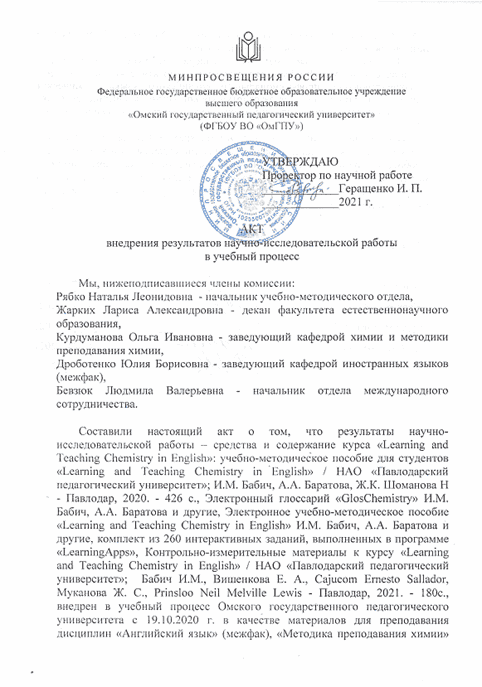 МИНПРОСВЕЩЕНИЯ РОССИИ
Федеральное государственное бюджетное образовательное учреждение
высшего образования
«Омский государственный педагогический университет»
(ФГБОУ ВО «ОмГПУ»)
УТВЕРЖДАЮ
Проректор по научной работе
Геращенко И. П.
2021 г.
АКТ
внедрения результатов научно-исследовательской работы
в учебный процесс
Мы, нижеподписавшиеся члены комиссии:
Рябко Наталья Леонидовна - начальник учебно-методического отдела,
Жарких Лариса Александровна - декан факультета естественнонаучного
образования,
Курдуманова Ольга Ивановна - заведующий кафедрой химии и методики
преподавания химии,
Дроботенко Юлия Борисовна - заведующий кафедрой иностранных языков
(межфак),
Бевзюк Людмила Валерьевна - начальник отдела международного
сотрудничества.
Составили настоящий акт о том, что результаты научно-
исследовательской работы – средства и содержание курса «Learning and
Teaching Chemistry in English»: учебно-методическое пособие для студентов
«Learning and Teaching Chemistry in English» / НАО «Павлодарский
педагогический университет»; И.М. Бабич, А.А. Баратова, Ж.К. Шоманова Н
- Павлодар, 2020. - 426 с., Электронный глоссарий «GlosChemistry» И.М.
Бабич, А.А. Баратова и другие, Электронное учебно-методическое пособие
«Learning and Teaching Chemistry in English» И.М. Бабич, А.А. Баратова и
другие, комплект из 260 интерактивных заданий, выполненных в программе
«LearningApps», Контрольно-измерительные материалы к курсу «Learning
and Teaching Chemistry in English» / НАО «Павлодарский педагогический
университет»; Бабич И.М., Вишенкова Е. А., Cajucom Ernesto Sallador,
Муканова Ж. С., Prinsloo Neil Melville Lewis - Павлодар, 2021. - 180с.,
внедрен в учебный процесс Омского государственного педагогического
университета с 19.10.2020 г. в качестве материалов для преподавания
дисциплин «Английский язык» (межфак), «Методика преподавания химии»